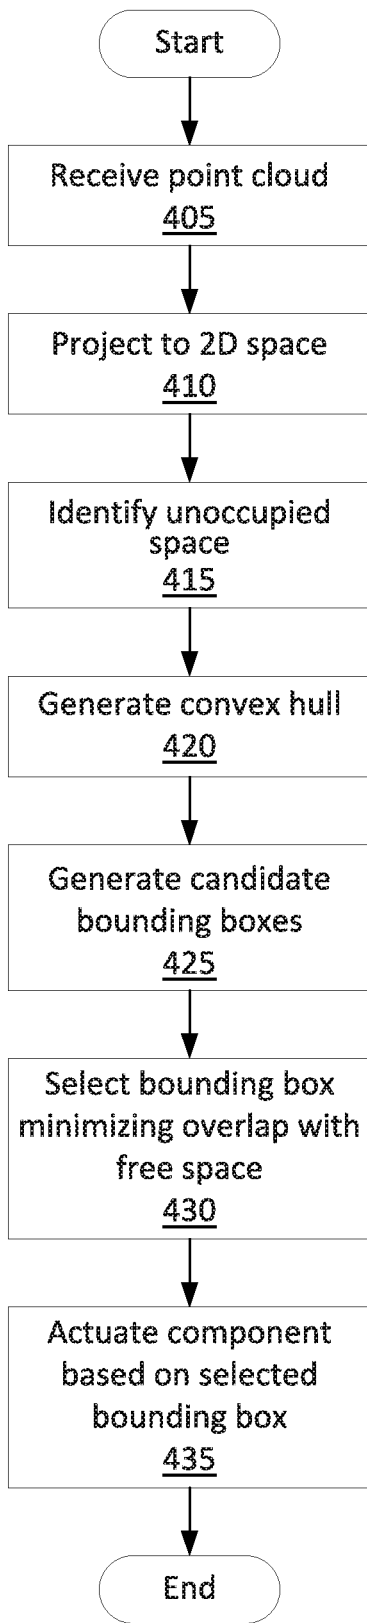 Start
Receive point cloud
405
Project to 2D space
410
Identify unoccupied
space
415
Generate convex hull
420
Generate candidate
bounding boxes
425
Select bounding box
minimizing overlap with
free space
430
Actuate component
based on selected
bounding box
435
End